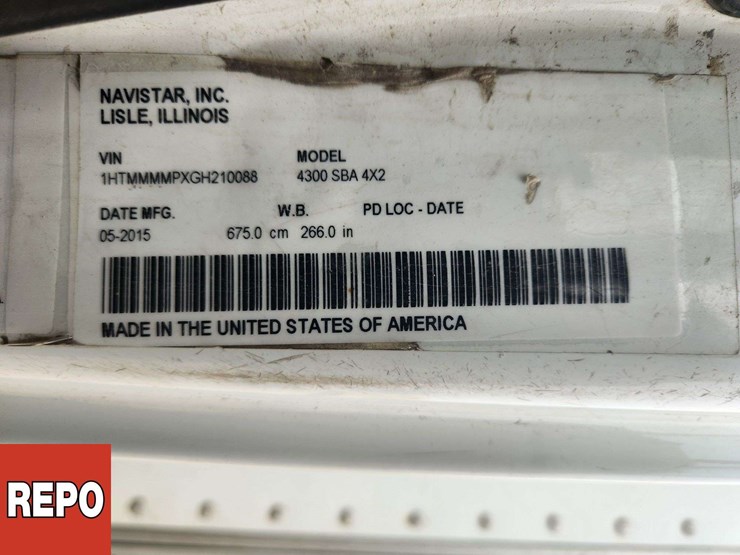 NAVISTAR, INC.
LISLE, ILLINOIS
VIN MODEL
1HTMMMMPXGH210088 4300 SBA 4X2
DATE MFG. W.B. PD LOC - DATE
05-2015 675.0 cm 266.0 in
MADE IN THE UNITED STATES OF AMERICA
REPO